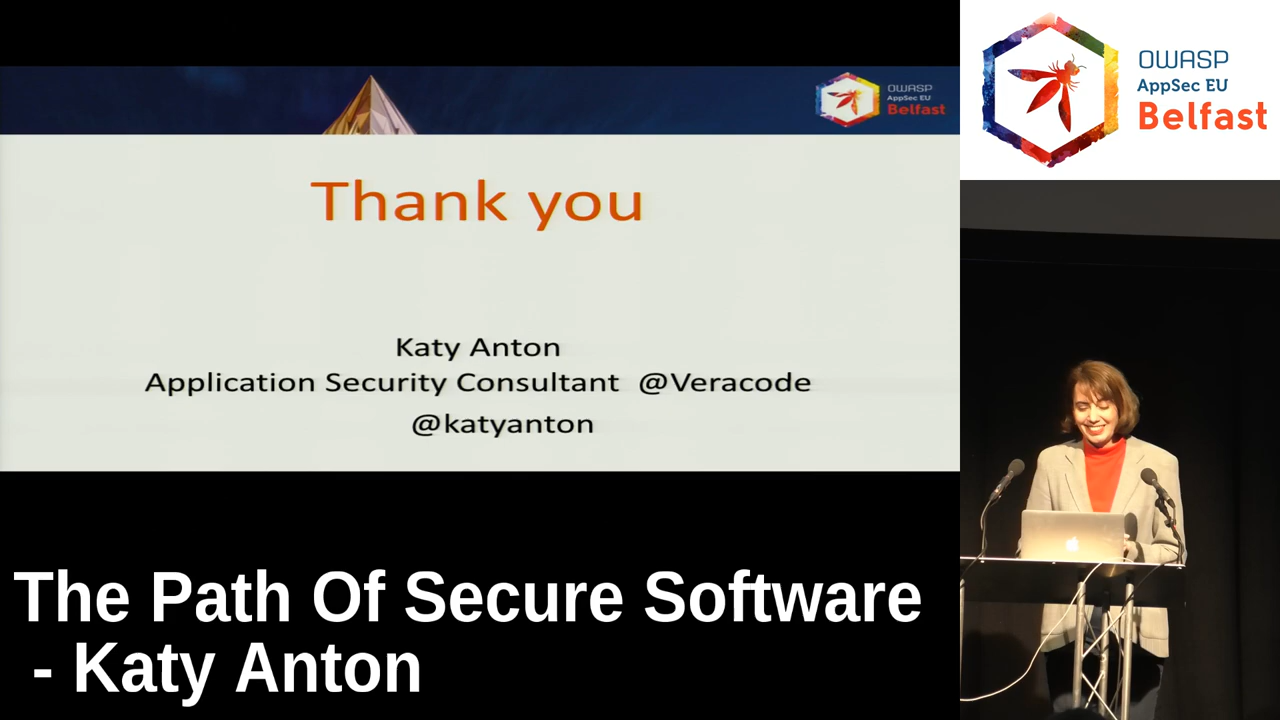 OWASP
AppSec EU
Belfast
Thank you
Katy Anton
Application Security Consultant @Veracode
@katyanton
OWASP
AppSec EU
Belfast
The Path Of Secure Software
- Katy Anton